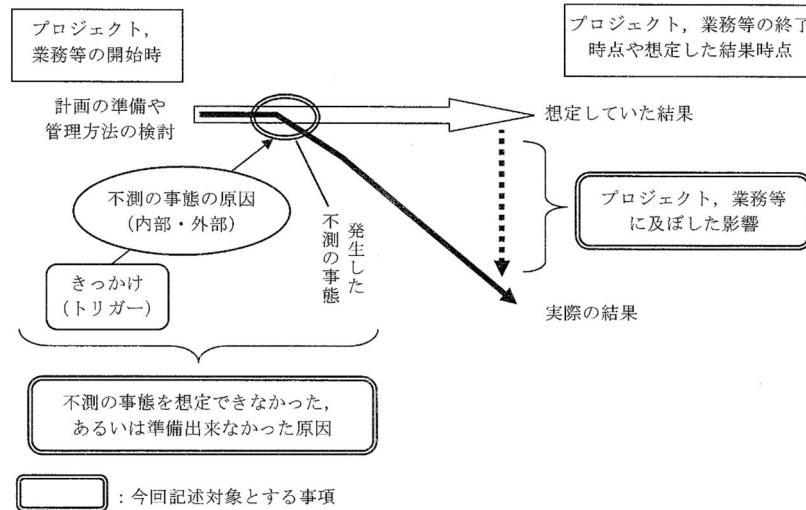 プロジェクト，
業務等の開始時
プロジェクト，業務等の終了
時点や想定した結果時点
計画の準備や
管理方法の検討
想定していた結果
不測の事態の原因
（内部・外部）
発生した
不測の事態
プロジェクト，業務等
に及ぼした影響
きっかけ
（トリガー）
実際の結果
不測の事態を想定できなかった，
あるいは準備出来なかった原因
：今回記述対象とする事項